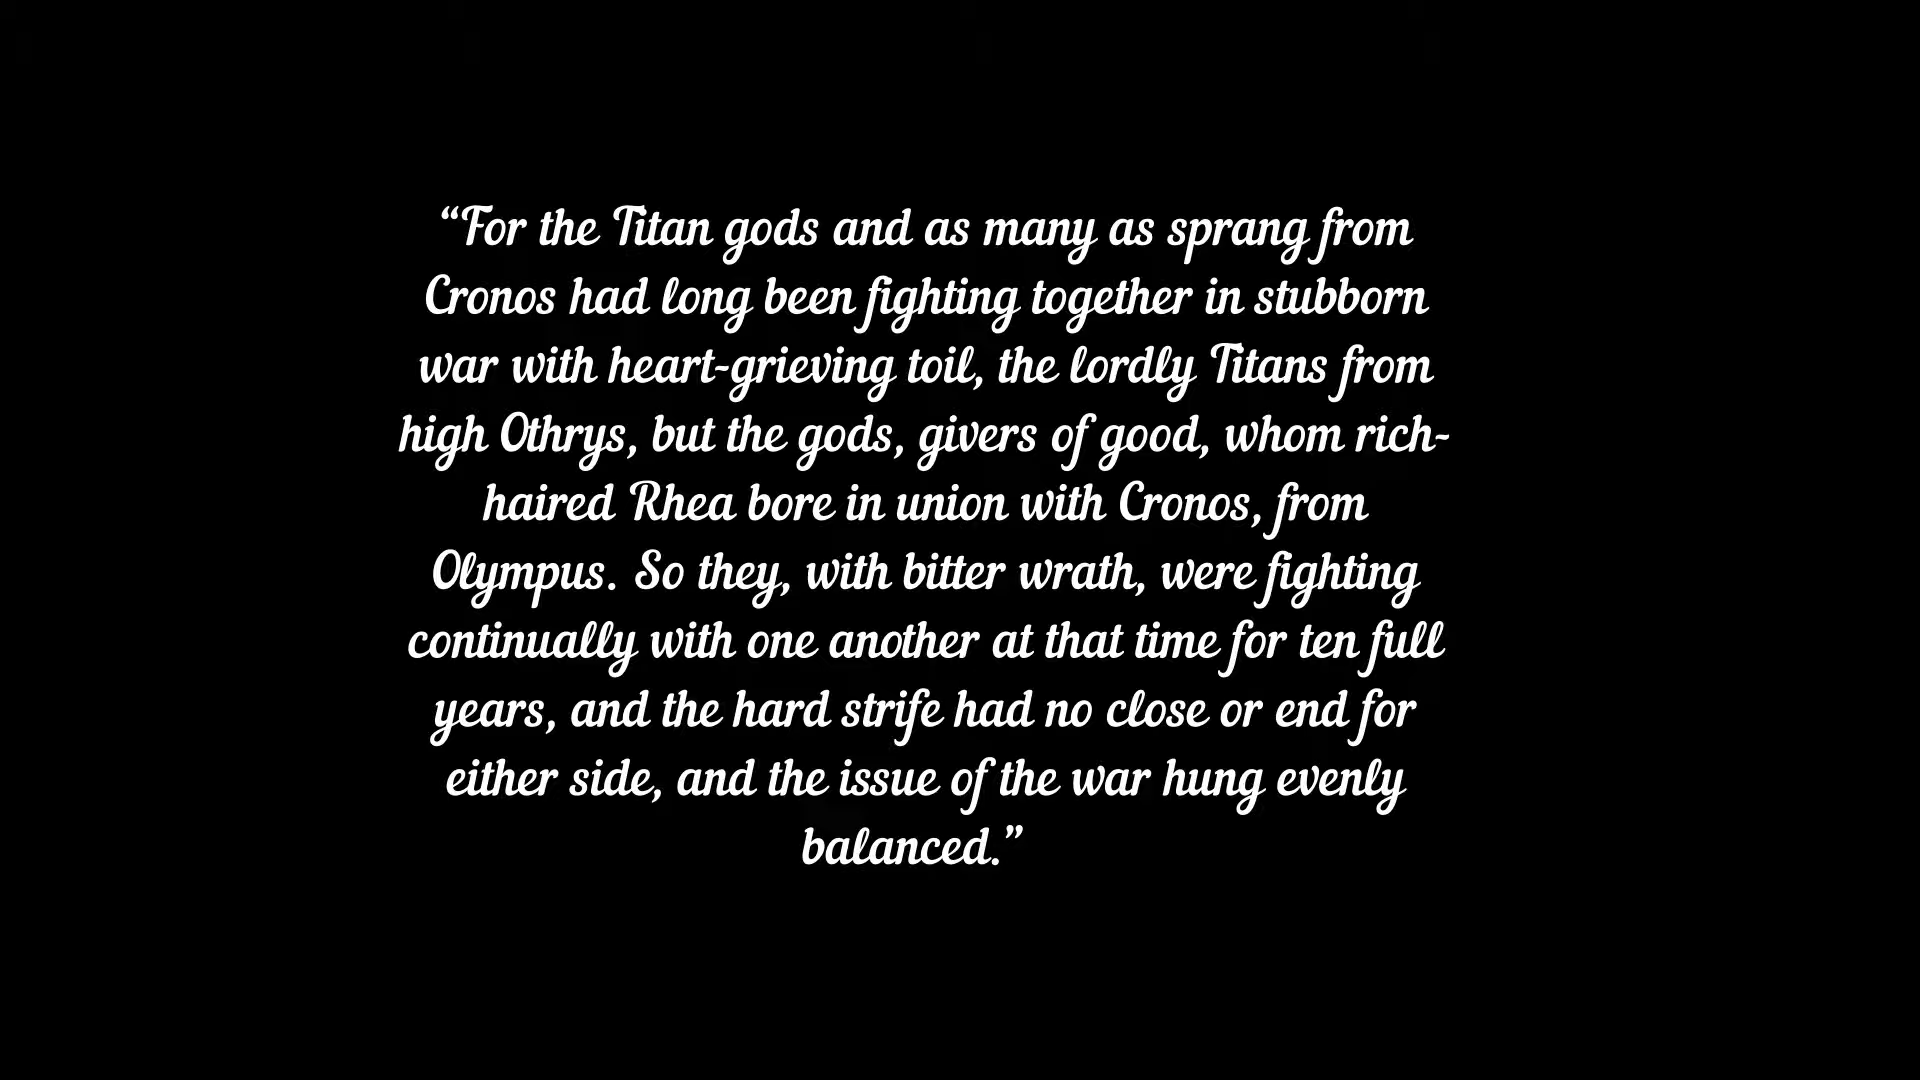 “For the Titan gods and as many as sprang from
Cronos had long been fighting together in stubborn
war with heart-grieving toil, the lordly Titans from
high Othrys, but the gods, givers of good, whom rich-
haired Rhea bore in union with Cronos, from
Olympus. So they, with bitter wrath, were fighting
continually with one another at that time for ten full
years, and the hard strife had no close or end for
either side, and the issue of the war hung evenly
balanced.”